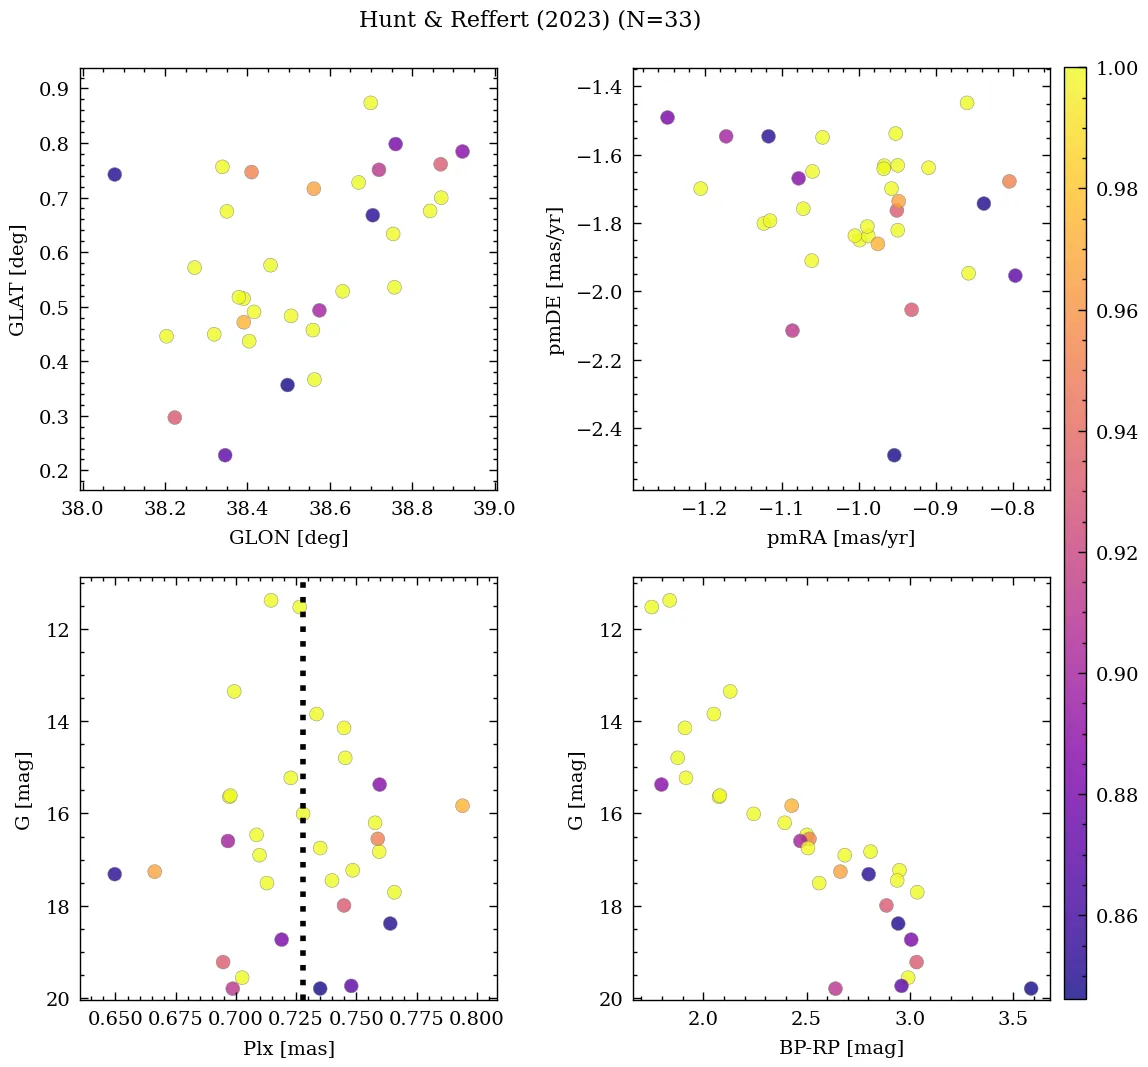 Hunt & Reffert (2023) (N=33)
GLAT [deg]
0.9
0.8
0.7
0.6
0.5
0.4
0.3
0.2
38.0 38.2 38.4 38.6 38.8 39.0
GLON [deg]
pmDE [mas/yr]
−1.4
−1.6
−1.8
−2.0
−2.2
−2.4
−1.2 −1.1 −1.0 −0.9 −0.8
pmRA [mas/yr]
G [mag]
12
14
16
18
20
0.650 0.675 0.700 0.725 0.750 0.775 0.800
Plx [mas]
G [mag]
12
14
16
18
20
2.0 2.5 3.0 3.5
BP-RP [mag]
1.00
0.98
0.96
0.94
0.92
0.90
0.88
0.86